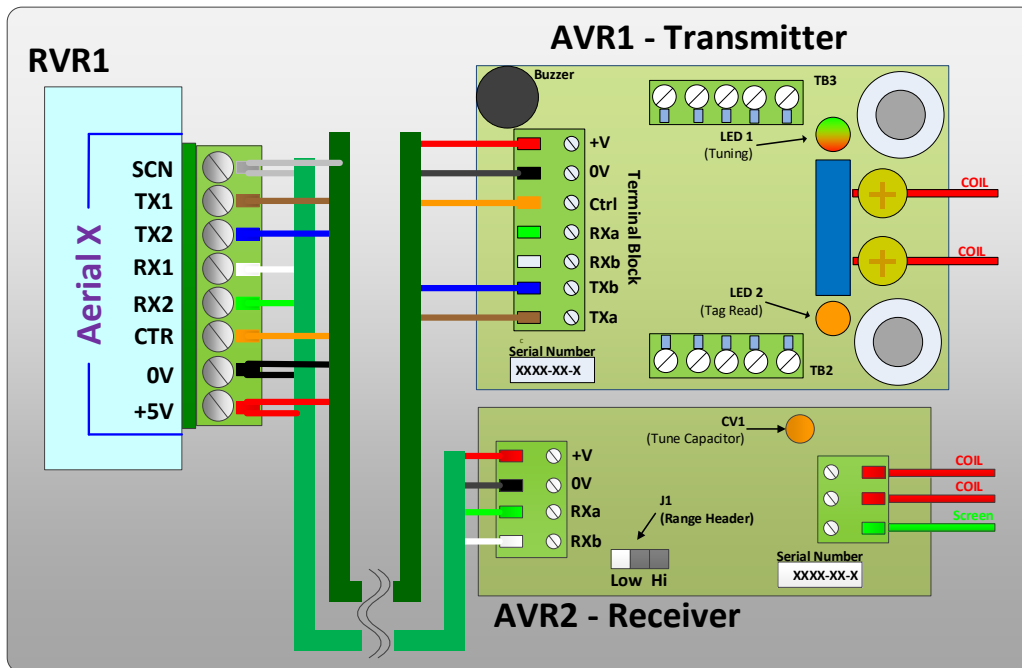 RVR1
Aerial X
SCN
TX1
TX2
RX1
RX2
CTR
0V
+5V
AVR1 - Transmitter
Buzzer
TB3
LED 1
(Tuning)
+V
0V
Ctrl
RXa
RXb
TXb
TXa
Terminal Block
COIL
COIL
LED 2
(Tag Read)
c
Serial Number
XXXX-XX-X
TB2
CV1
(Tune Capacitor)
+V
0V
RXa
RXb
J1
(Range Header)
Low Hi
COIL
COIL
Screen
Serial Number
XXXX-XX-X
AVR2 - Receiver